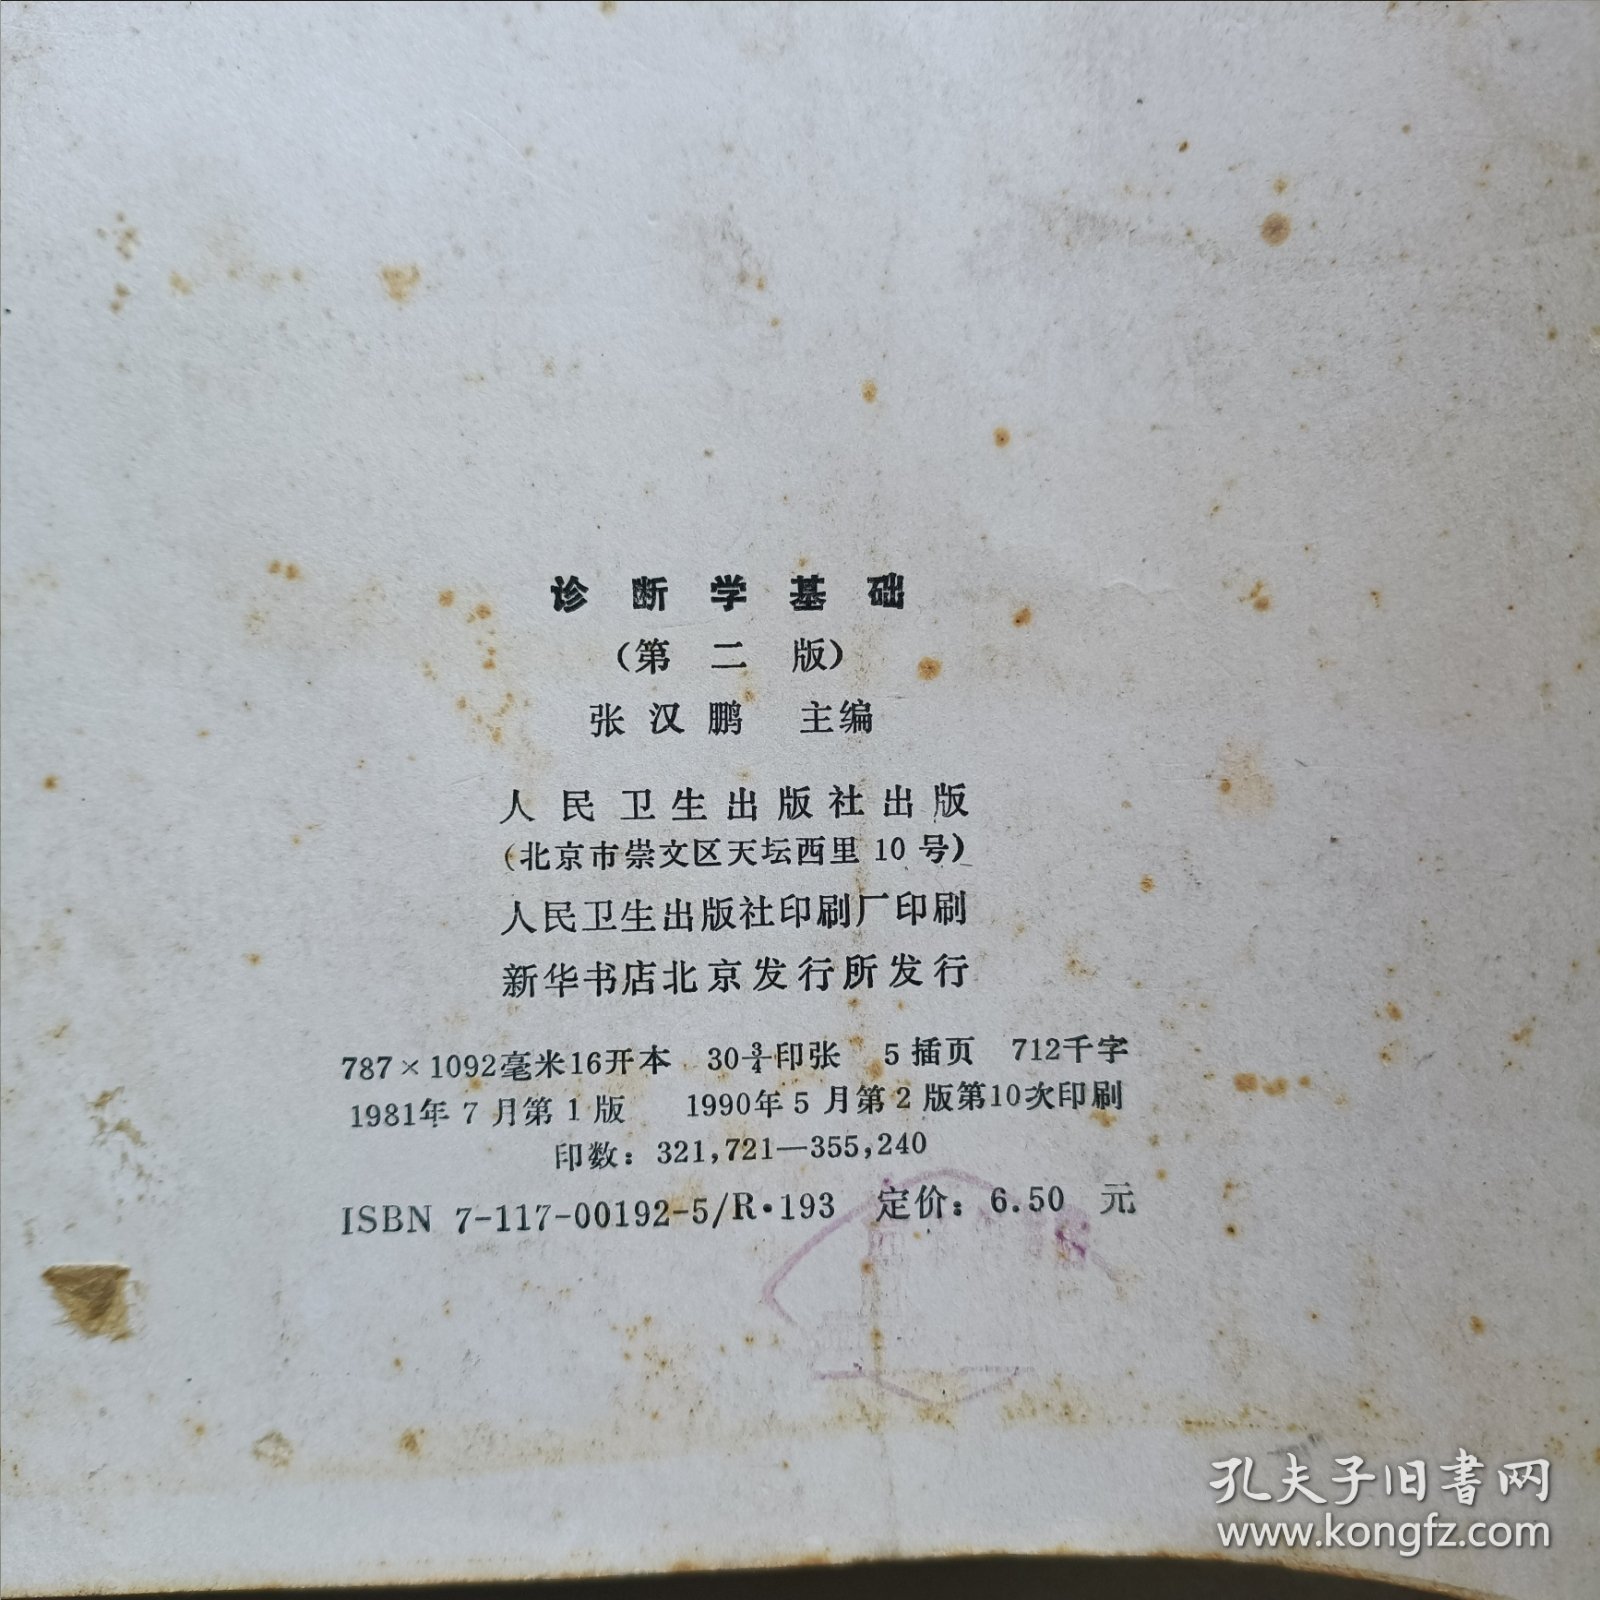 诊断学基础
（第二版）
张汉鹏 主编
人民卫生出版社出版
（北京市崇文区天坛西里10号）
人民卫生出版社印刷厂印刷
新华书店北京发行所发行
787×1092毫米16开本 30¾印张 5插页 712千字
1981年7月第1版 1990年5月第2版第10次印刷
印数：321,721—355,240
ISBN 7-117-00192-5/R·193 定价：6.50 元
孔夫子旧书网
www.kongfz.com